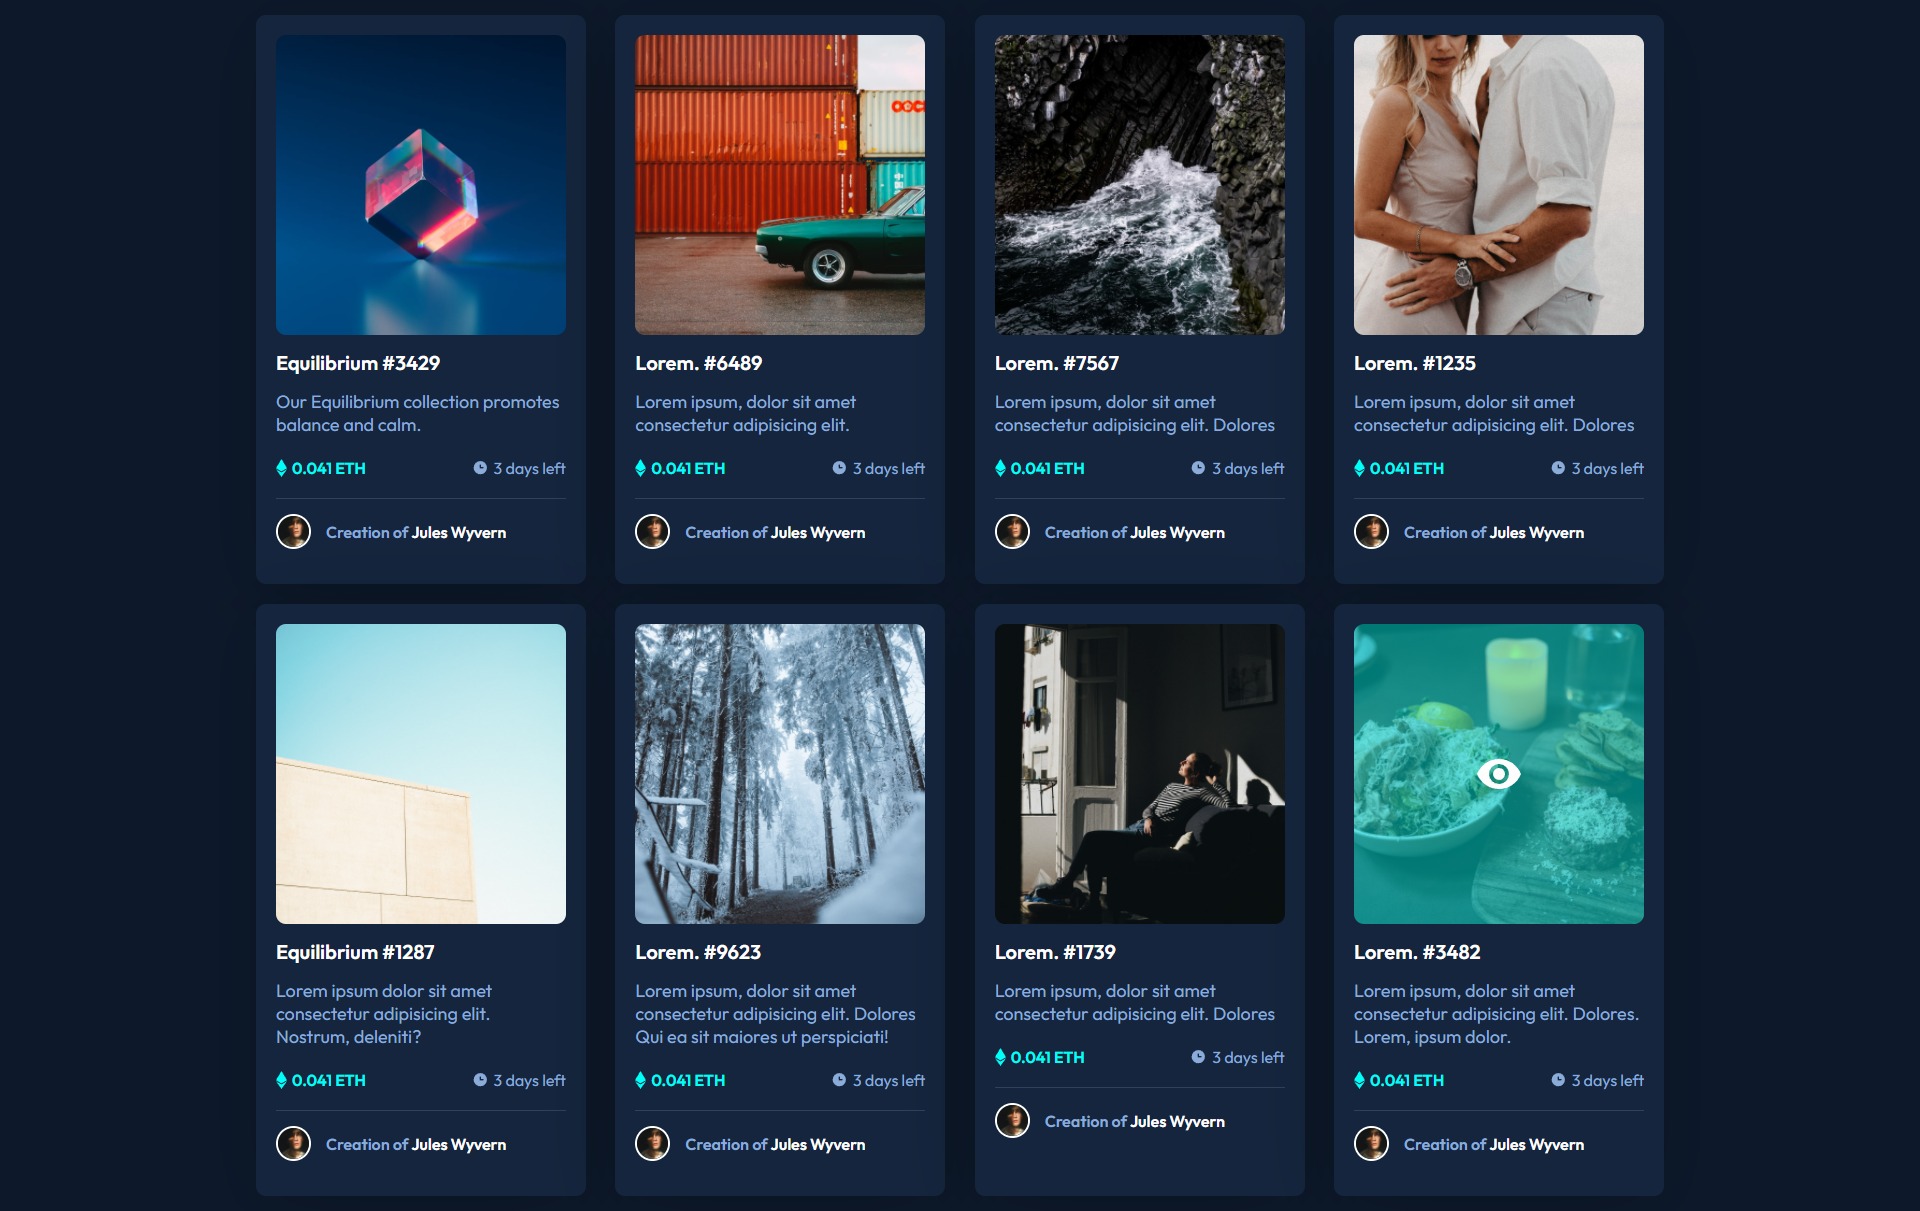 Equilibrium #3429
Our Equilibrium collection promotes
balance and calm.
0.041 ETH
3 days left
Creation of Jules Wyvern
Lorem. #6489
Lorem ipsum, dolor sit amet
consectetur adipisicing elit.
0.041 ETH
3 days left
Creation of Jules Wyvern
Lorem. #7567
Lorem ipsum, dolor sit amet
consectetur adipisicing elit. Dolores
0.041 ETH
3 days left
Creation of Jules Wyvern
Lorem. #1235
Lorem ipsum, dolor sit amet
consectetur adipisicing elit. Dolores
0.041 ETH
3 days left
Creation of Jules Wyvern
Equilibrium #1287
Lorem ipsum dolor sit amet
consectetur adipisicing elit.
Nostrum, deleniti?
0.041 ETH
3 days left
Creation of Jules Wyvern
Lorem. #9623
Lorem ipsum, dolor sit amet
consectetur adipisicing elit. Dolores
Qui ea sit maiores ut perspiciati!
0.041 ETH
3 days left
Creation of Jules Wyvern
Lorem. #1739
Lorem ipsum, dolor sit amet
consectetur adipisicing elit. Dolores
0.041 ETH
3 days left
Creation of Jules Wyvern
Lorem. #3482
Lorem ipsum, dolor sit amet
consectetur adipisicing elit. Dolores.
Lorem, ipsum dolor.
0.041 ETH
3 days left
Creation of Jules Wyvern